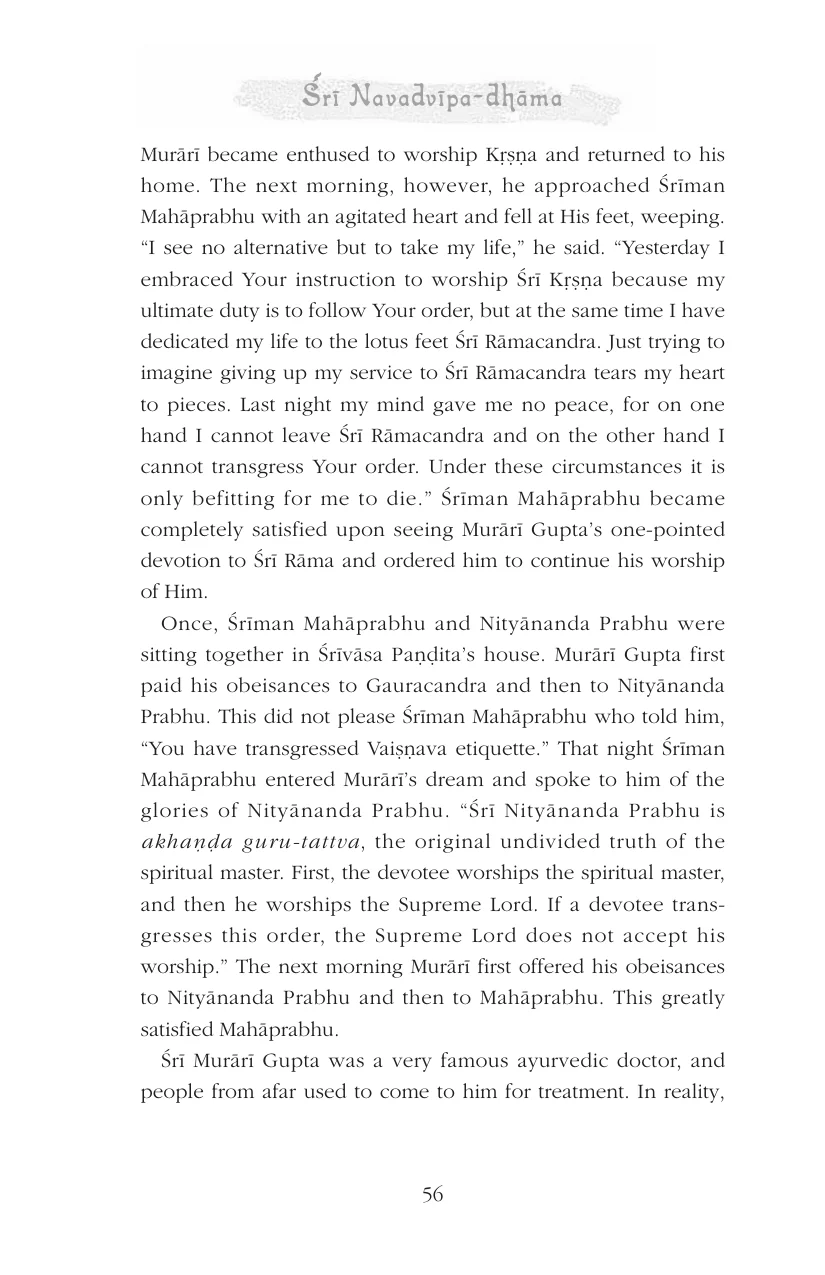 Śrī Navadvīpa-dhāma
Murārī became enthused to worship Kṛṣṇa and returned to his
home. The next morning, however, he approached Śrīman
Mahāprabhu with an agitated heart and fell at His feet, weeping.
“I see no alternative but to take my life,” he said. “Yesterday I
embraced Your instruction to worship Śrī Kṛṣṇa because my
ultimate duty is to follow Your order, but at the same time I have
dedicated my life to the lotus feet Śrī Rāmacandra. Just trying to
imagine giving up my service to Śrī Rāmacandra tears my heart
to pieces. Last night my mind gave me no peace, for on one
hand I cannot leave Śrī Rāmacandra and on the other hand I
cannot transgress Your order. Under these circumstances it is
only befitting for me to die.” Śrīman Mahāprabhu became
completely satisfied upon seeing Murārī Gupta’s one-pointed
devotion to Śrī Rāma and ordered him to continue his worship
of Him.
Once, Śrīman Mahāprabhu and Nityānanda Prabhu were
sitting together in Śrīvāsa Paṇḍita’s house. Murārī Gupta first
paid his obeisances to Gauracandra and then to Nityānanda
Prabhu. This did not please Śrīman Mahāprabhu who told him,
“You have transgressed Vaiṣṇava etiquette.” That night Śrīman
Mahāprabhu entered Murārī’s dream and spoke to him of the
glories of Nityānanda Prabhu. “Śrī Nityānanda Prabhu is
akhaṇḍa guru-tattva, the original undivided truth of the
spiritual master. First, the devotee worships the spiritual master,
and then he worships the Supreme Lord. If a devotee trans-
gresses this order, the Supreme Lord does not accept his
worship.” The next morning Murārī first offered his obeisances
to Nityānanda Prabhu and then to Mahāprabhu. This greatly
satisfied Mahāprabhu.
Śrī Murārī Gupta was a very famous ayurvedic doctor, and
people from afar used to come to him for treatment. In reality,
56